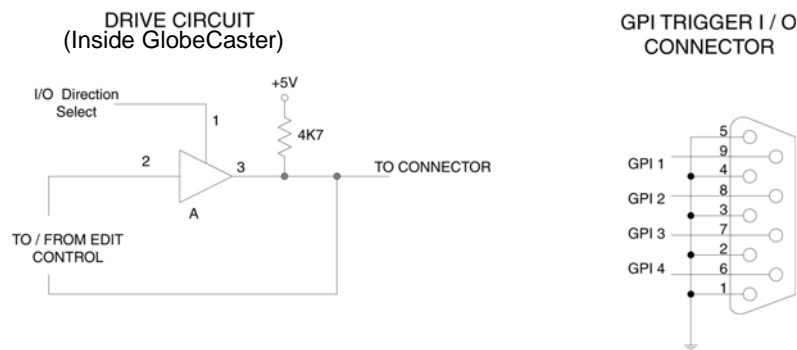 DRIVE CIRCUIT
(Inside GlobeCaster)
I/O Direction
Select
1
2
3
A
+5V
4K7
TO CONNECTOR
TO / FROM EDIT
CONTROL
GPI TRIGGER I / O
CONNECTOR
5
9
GPI 1
4
8
GPI 2
3
7
GPI 3
2
6
GPI 4
1